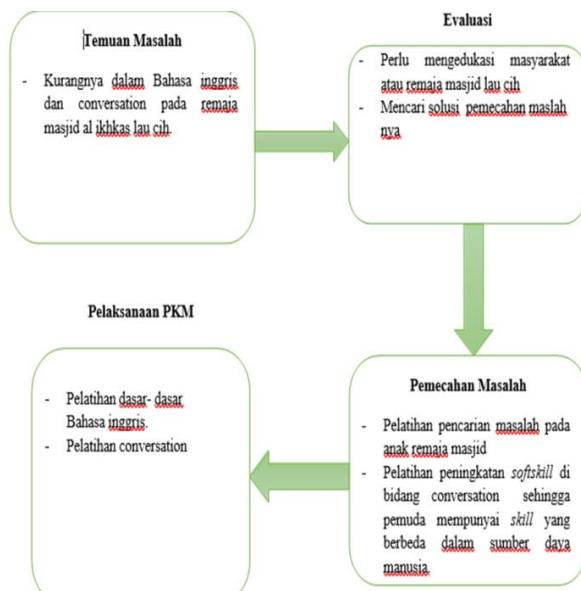 Temuan Masalah
- Kurangnya dalam Bahasa inggris
dan conversation pada remaja
masjid al ikhkas lau cih.
Evaluasi
- Perlu mengedukasi masyarakat
atau remaja masjid lau cih
- Mencari solusi pemecahan maslah
nya
Pemecahan Masalah
- Pelatihan pencarian masalah pada
anak remaja masjid
- Pelatihan peningkatan softskill di
bidang conversation sehingga
pemuda mempunyai skill yang
berbeda dalam sumber daya
manusia.
Pelaksanaan PKM
- Pelatihan dasar- dasar
Bahasa inggris.
- Pelatihan conversation